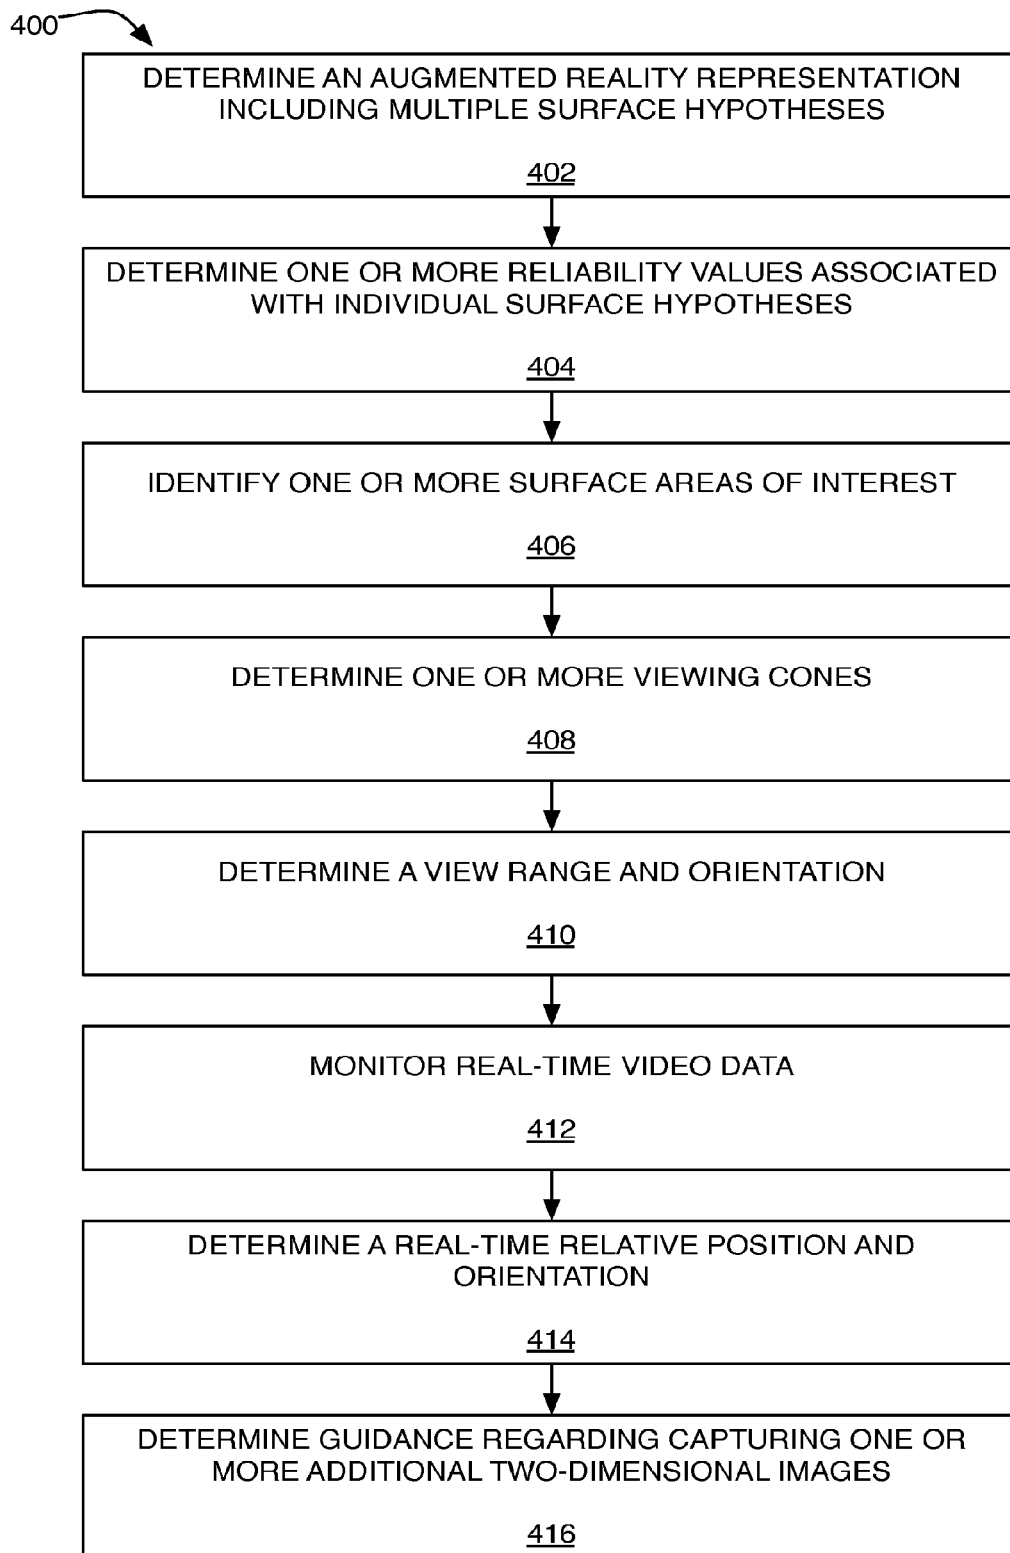 400
DETERMINE AN AUGMENTED REALITY REPRESENTATION
INCLUDING MULTIPLE SURFACE HYPOTHESES
402
DETERMINE ONE OR MORE RELIABILITY VALUES ASSOCIATED
WITH INDIVIDUAL SURFACE HYPOTHESES
404
IDENTIFY ONE OR MORE SURFACE AREAS OF INTEREST
406
DETERMINE ONE OR MORE VIEWING CONES
408
DETERMINE A VIEW RANGE AND ORIENTATION
410
MONITOR REAL-TIME VIDEO DATA
412
DETERMINE A REAL-TIME RELATIVE POSITION AND
ORIENTATION
414
DETERMINE GUIDANCE REGARDING CAPTURING ONE OR
MORE ADDITIONAL TWO-DIMENSIONAL IMAGES
416